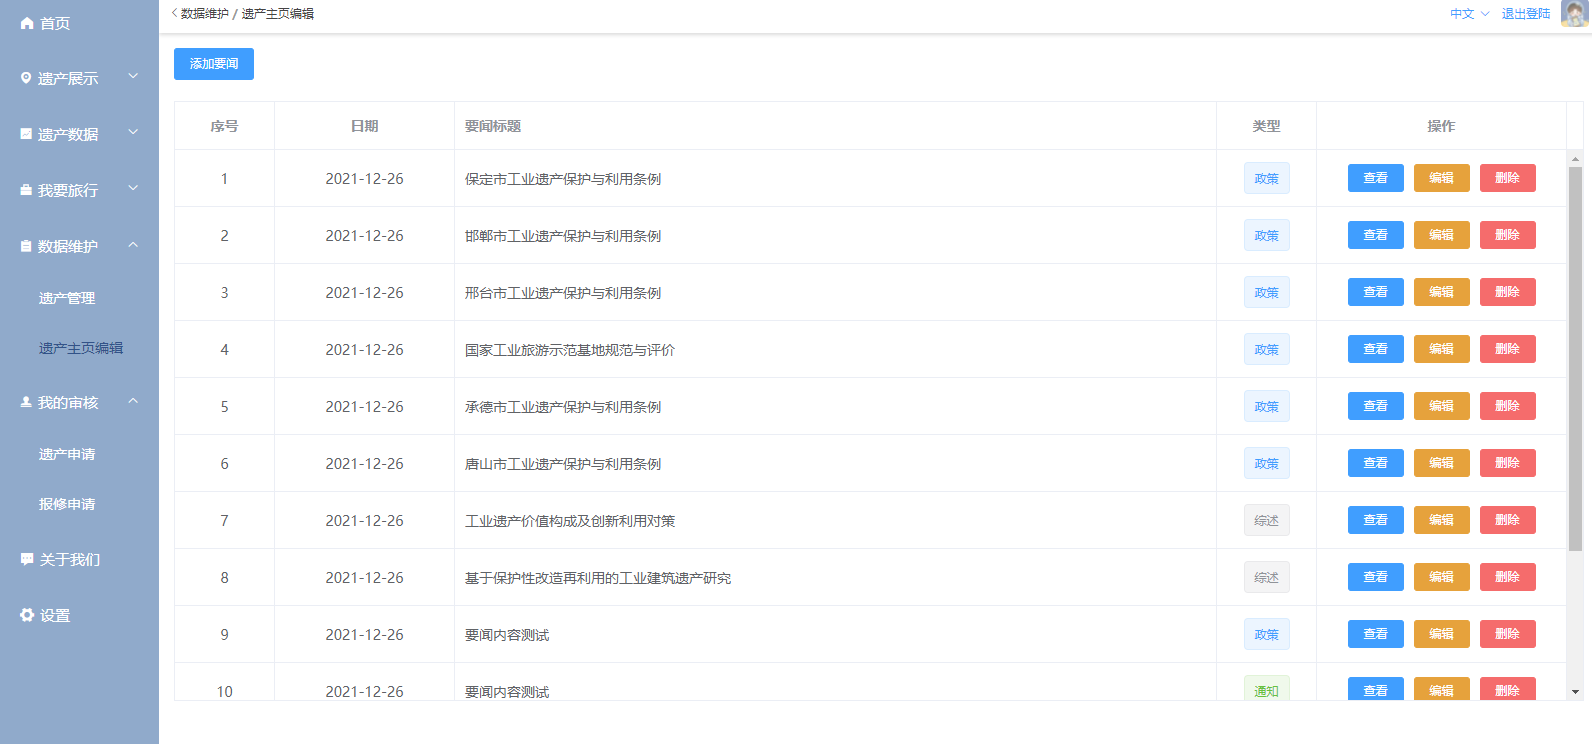 首页
遗产展示
遗产数据
我要旅行
数据维护
遗产管理
遗产主页编辑
我的审核
遗产申请
报修申请
关于我们
设置
数据维护 / 遗产主页编辑
中文 退出登陆
添加要闻
序号 日期 要闻标题 类型 操作
1 2021-12-26 保定市工业遗产保护与利用条例 政策 查看 编辑 删除
2 2021-12-26 邯郸市工业遗产保护与利用条例 政策 查看 编辑 删除
3 2021-12-26 邢台市工业遗产保护与利用条例 政策 查看 编辑 删除
4 2021-12-26 国家工业旅游示范基地规范与评价 政策 查看 编辑 删除
5 2021-12-26 承德市工业遗产保护与利用条例 政策 查看 编辑 删除
6 2021-12-26 唐山市工业遗产保护与利用条例 政策 查看 编辑 删除
7 2021-12-26 工业遗产价值构成及创新利用对策 综述 查看 编辑 删除
8 2021-12-26 基于保护性改造再利用的工业建筑遗产研究 综述 查看 编辑 删除
9 2021-12-26 要闻内容测试 政策 查看 编辑 删除
10 2021-12-26 要闻内容测试 通知 查看 编辑 删除